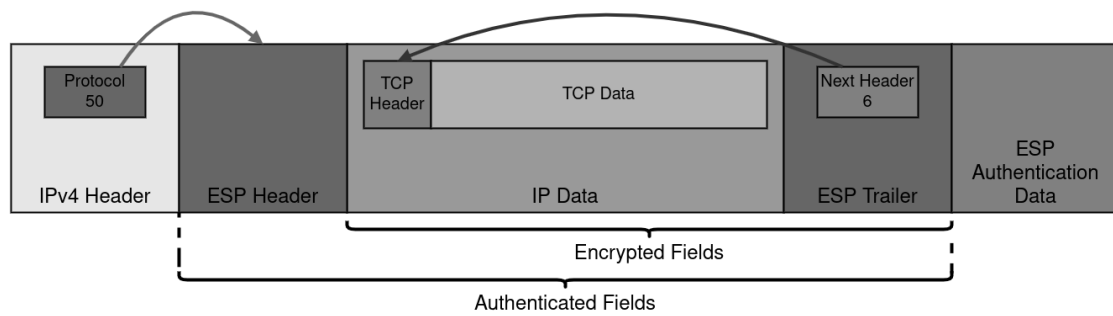 Protocol
50
TCP
Header
TCP Data
Next Header
6
IPv4 Header
ESP Header
IP Data
ESP Trailer
ESP
Authentication
Data
Encrypted Fields
Authenticated Fields